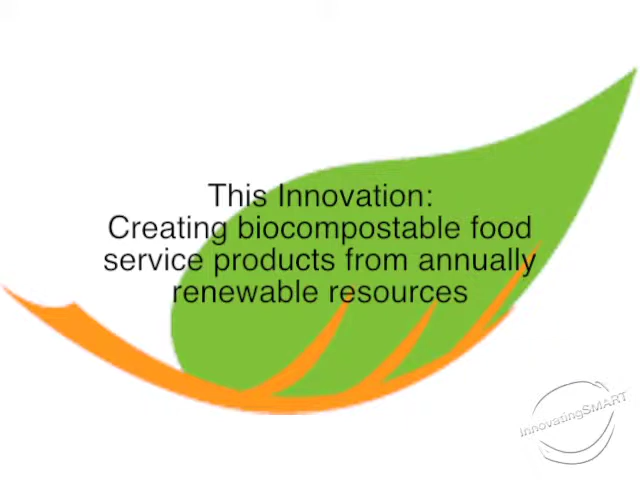 This Innovation:
Creating biocompostable food
service products from annually
renewable resources
InnovatingSMART